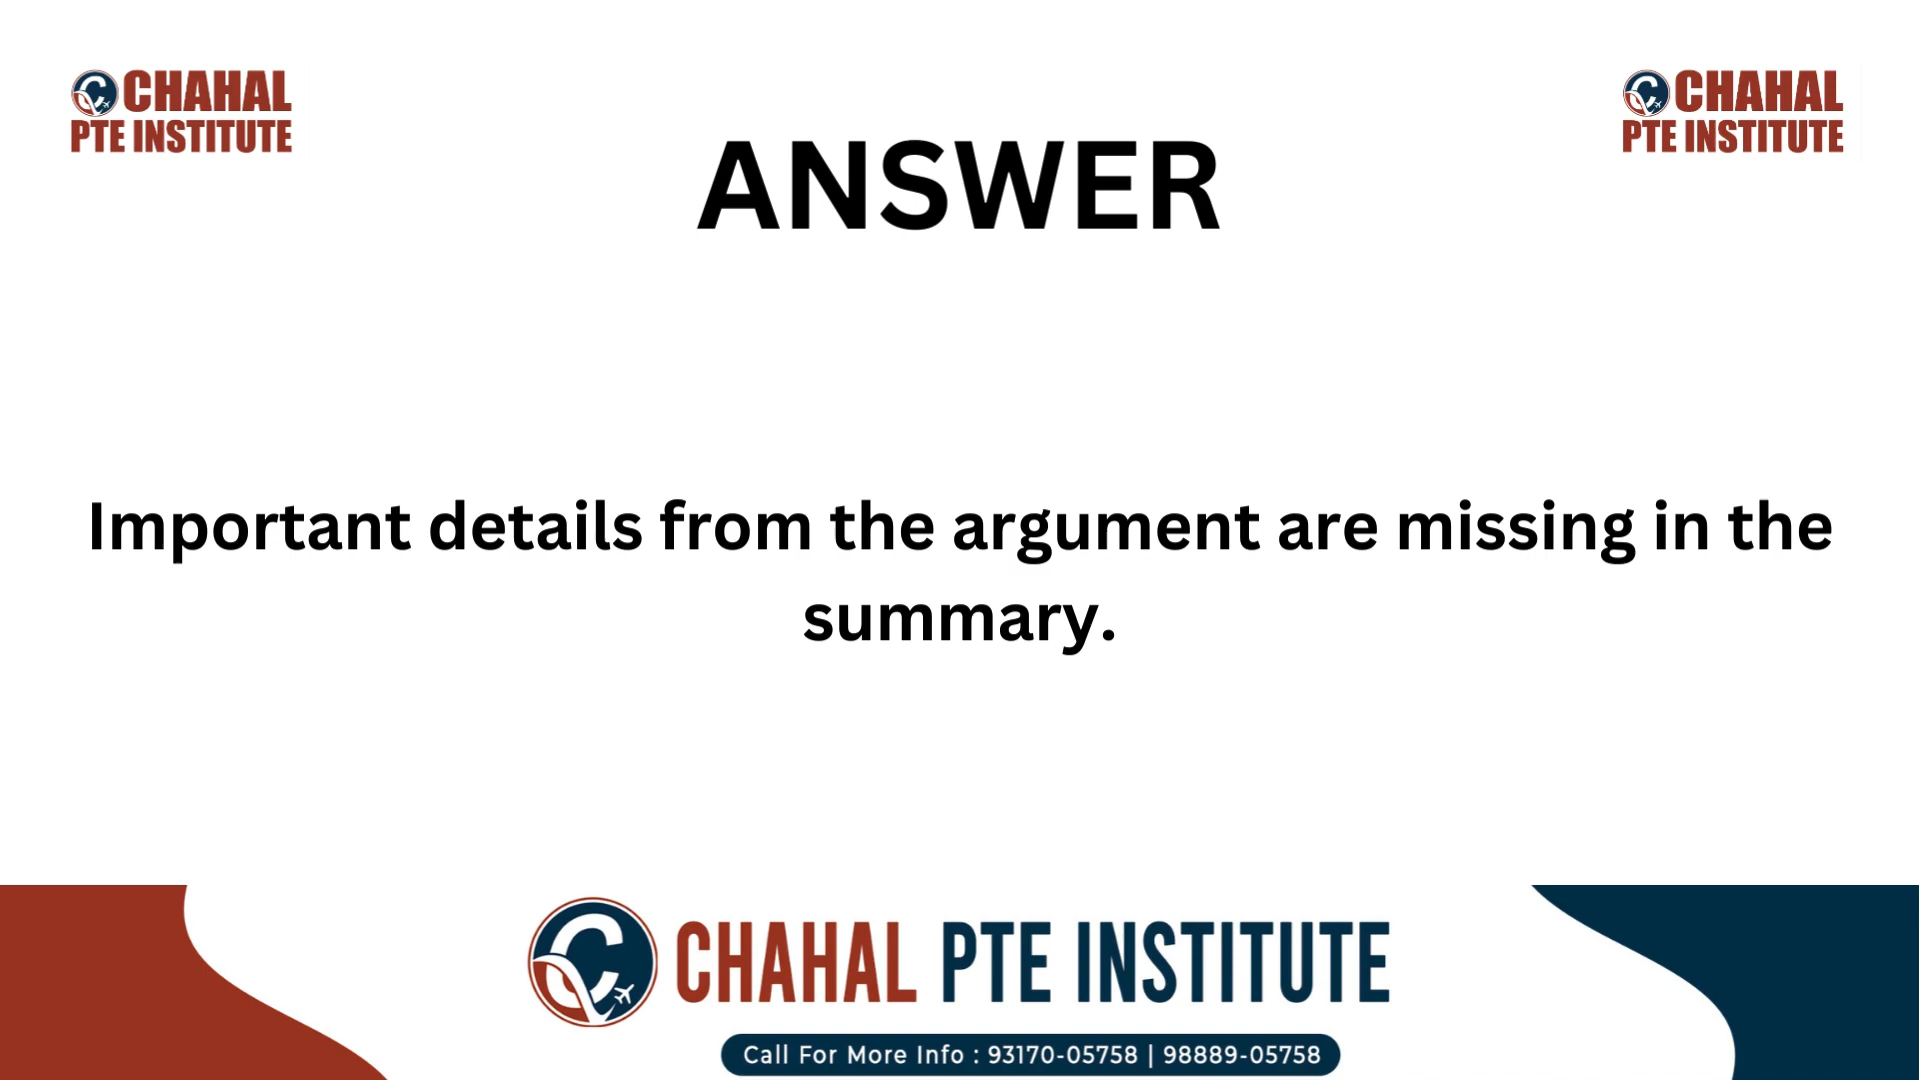 CHAHAL
PTE INSTITUTE
CHAHAL
PTE INSTITUTE
ANSWER
Important details from the argument are missing in the
summary.
CHAHAL PTE INSTITUTE
Call For More Info : 93170-05758 | 98889-05758